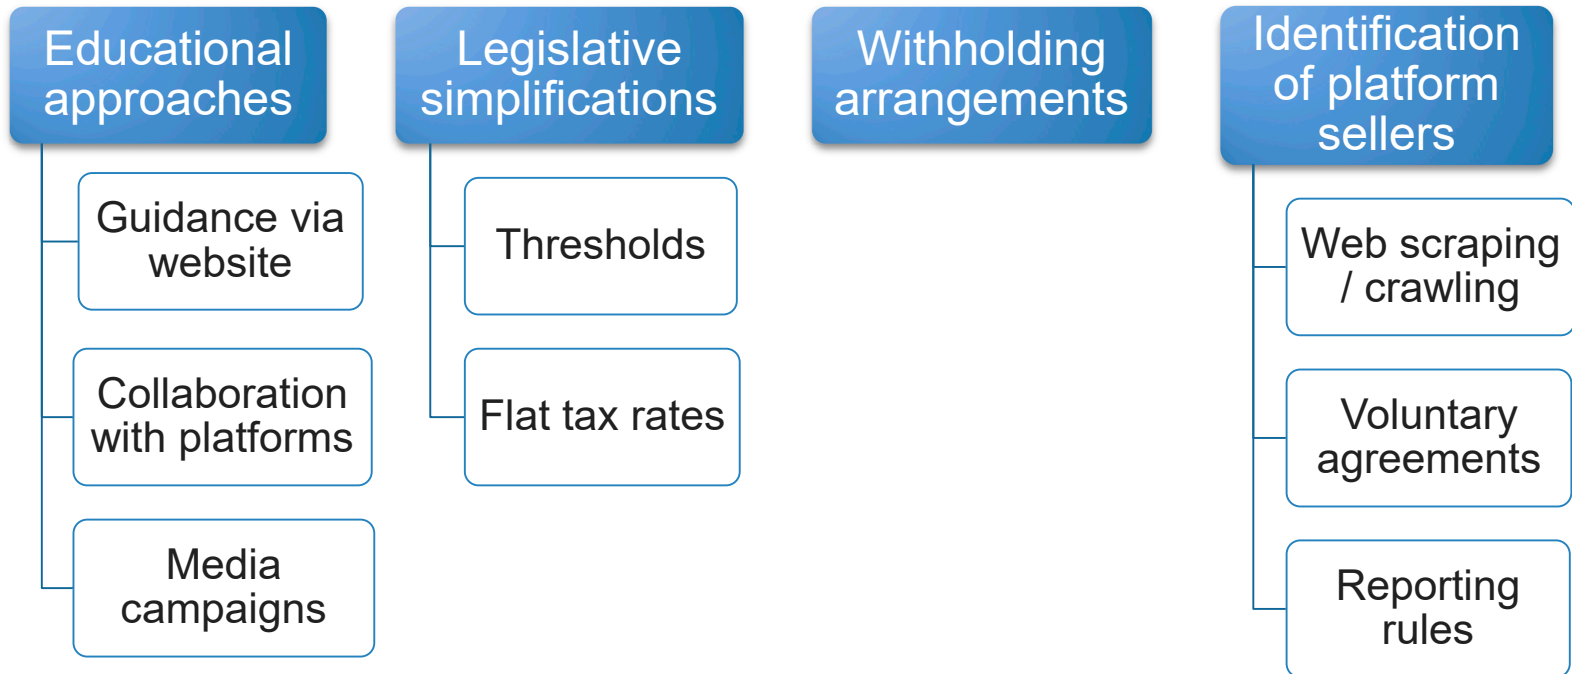 Educational
approaches
Guidance via
website
Collaboration
with platforms
Media
campaigns
Legislative
simplifications
Thresholds
Flat tax rates
Withholding
arrangements
Identification
of platform
sellers
Web scraping
/ crawling
Voluntary
agreements
Reporting
rules